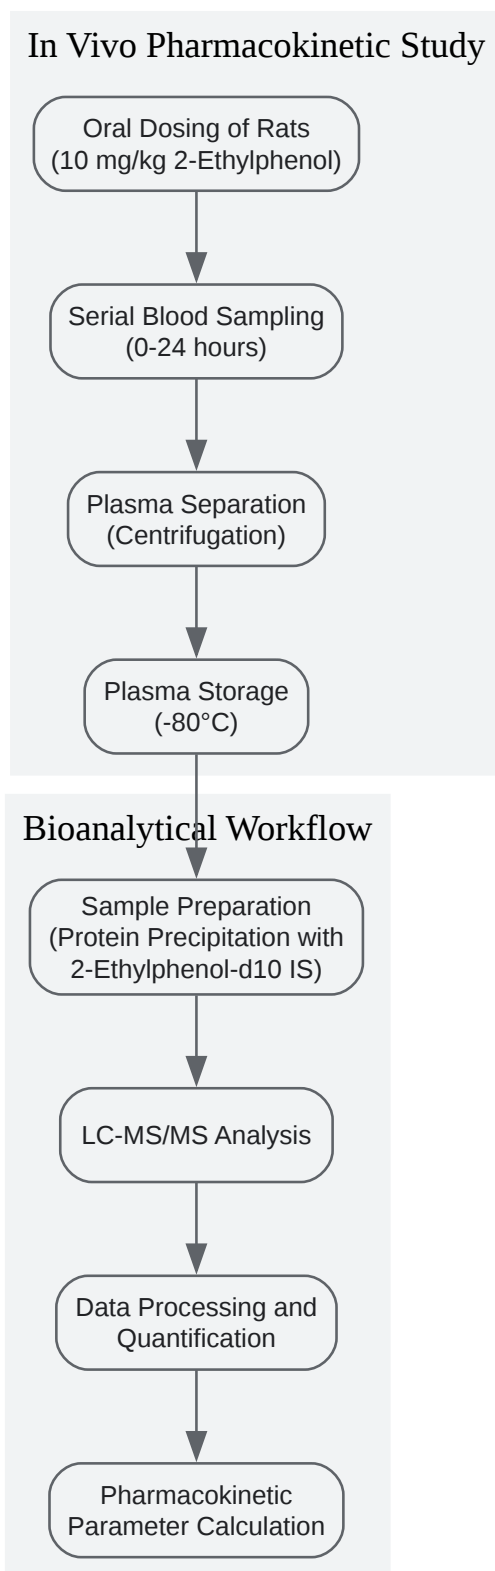 In Vivo Pharmacokinetic Study
Oral Dosing of Rats
(10 mg/kg 2-Ethylphenol)
Serial Blood Sampling
(0-24 hours)
Plasma Separation
(Centrifugation)
Plasma Storage
(-80°C)
Bioanalytical Workflow
Sample Preparation
(Protein Precipitation with
2-Ethylphenol-d10 IS)
LC-MS/MS Analysis
Data Processing and
Quantification
Pharmacokinetic
Parameter Calculation